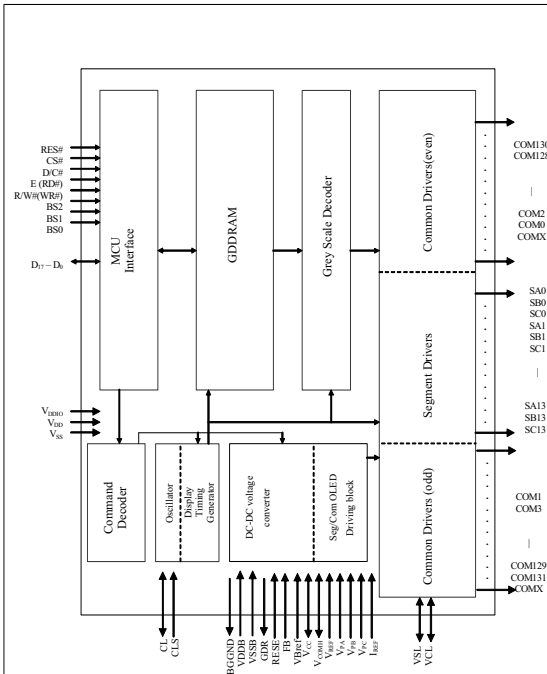 RES#
CS#
D/C#
E (RD#)
R/W#(WR#)
BS2
BS1
BS0
D17 – D0
VDDIO
VDD
VSS
MCU
Interface
GDDRAM
Grey Scale Decoder
Common Drivers(even)
Segment Drivers
Common Drivers (odd)
Command
Decoder
Oscillator
Display
Timing
Generator
DC-DC voltage
converter
Seg/Com OLED
Driving block
COM130
COM128
|
COM2
COM0
COMX
SA0
SB0
SC0
SA1
SB1
SC1
|
SA13
SB13
SC13
COM1
COM3
|
COM129
COM131
COMX
CL
CLS
BGGND
VDDB
VSSB
GDR
RESE
FB
VBref
VCC
VCOMH
VREF
VPA
VPB
VPC
IREF
VSL
VCL